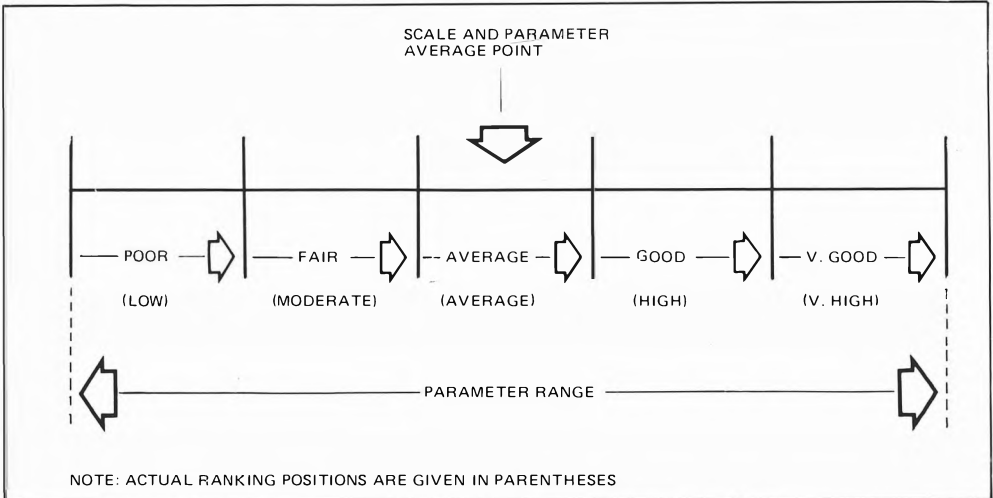 SCALE AND PARAMETER
AVERAGE POINT
POOR FAIR AVERAGE GOOD V. GOOD
(LOW) (MODERATE) (AVERAGE) (HIGH) (V. HIGH)
PARAMETER RANGE
NOTE: ACTUAL RANKING POSITIONS ARE GIVEN IN PARENTHESES